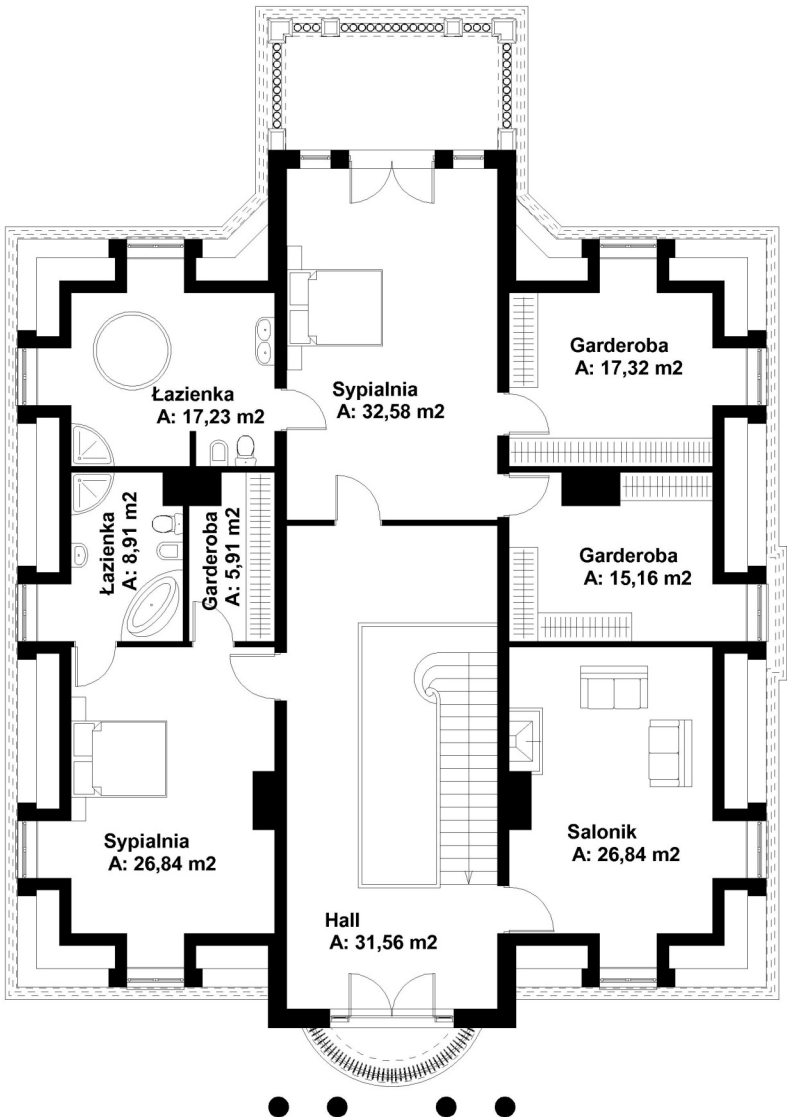 Garderoba
A: 17,32 m2
Łazienka
A: 17,23 m2
Sypialnia
A: 32,58 m2
Łazienka
A: 8,91 m2
Garderoba
A: 5,91 m2
Garderoba
A: 15,16 m2
Sypialnia
A: 26,84 m2
Salonik
A: 26,84 m2
Hall
A: 31,56 m2